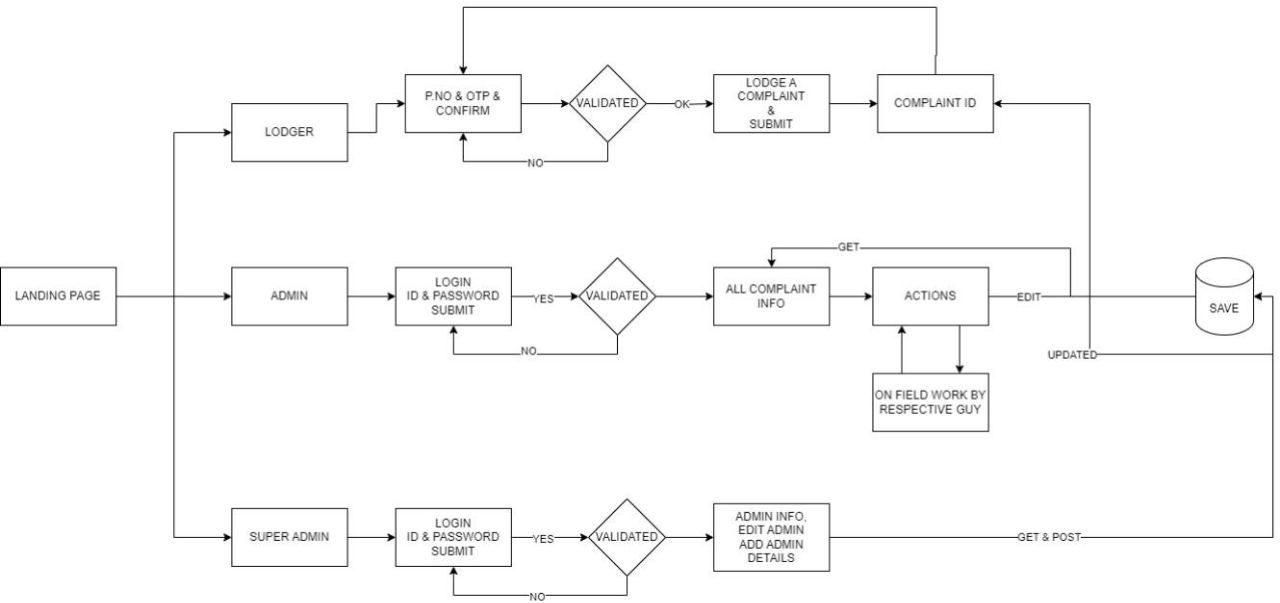 P.NO & OTP &
CONFIRM
VALIDATED
OK
LODGE A
COMPLAINT
&
SUBMIT
COMPLAINT ID
LODGER
NO
LANDING PAGE
ADMIN
LOGIN
ID & PASSWORD
SUBMIT
YES
VALIDATED
NO
GET
ALL COMPLAINT
INFO
ACTIONS
EDIT
SAVE
UPDATED
ON FIELD WORK BY
RESPECTIVE GUY
SUPER ADMIN
LOGIN
ID & PASSWORD
SUBMIT
YES
VALIDATED
NO
ADMIN INFO,
EDIT ADMIN
ADD ADMIN
DETAILS
GET & POST